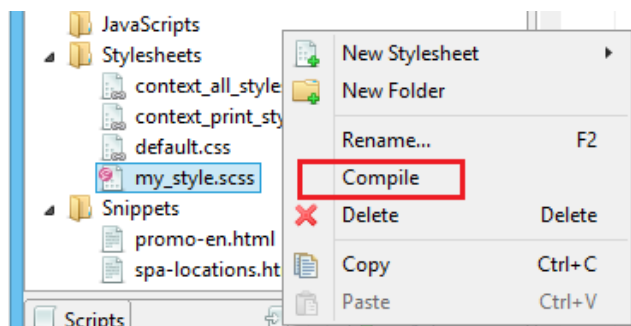 JavaScripts
Stylesheets
context_all_style
context_print_sty
default.css
my_style.scss
Snippets
promo-en.html
spa-locations.ht
Scripts
New Stylesheet
New Folder
Rename... F2
Compile
Delete Delete
Copy Ctrl+C
Paste Ctrl+V